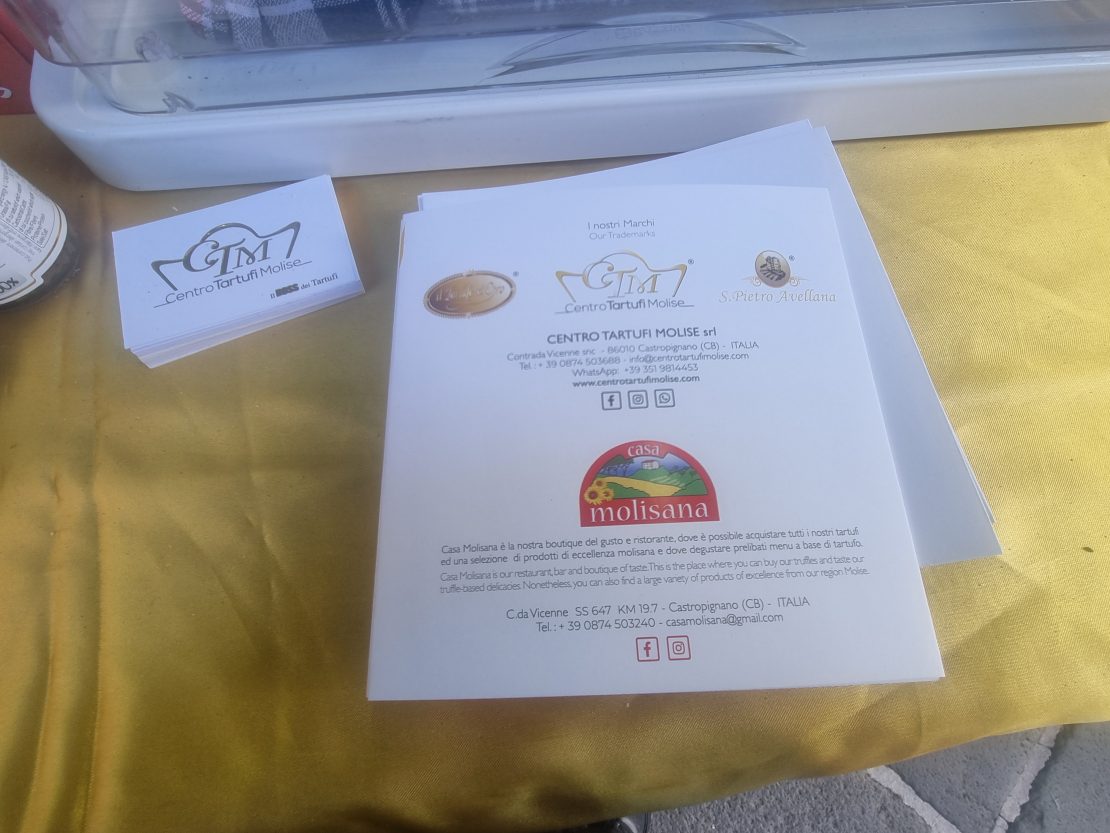 CTM
Centro Tartufi Molise
Il BOSS dei Tartufi
I nostri Marchi
Our Trademarks
CTM
Centro Tartufi Molise
S. Pietro Avellana
CENTRO TARTUFI MOLISE srl
Contrada Vicenne snc - 86010 Castropignano (CB) - ITALIA
Tel. : + 39 0874 503688 - info@centrotartufimolise.com
WhatsApp: +39 351 9814453
www.centrotartufimolise.com
casa
molisana
Casa Molisana è la nostra boutique del gusto e ristorante, dove è possibile acquistare tutti i nostri tartufi
ed una selezione di prodotti di eccellenza molisana e dove degustare prelibati menu a base di tartufo.
Casa Molisana is our restaurant, bar and boutique of taste. This is the place where you can buy our truffles and taste our
truffle-based delicacies. Nonetheless, you can also find a large variety of products of excellence from our region Molise.
C.da Vicenne SS 647 KM 19.7 - Castropignano (CB) - ITALIA
Tel. : + 39 0874 503240 - casamolisana@gmail.com